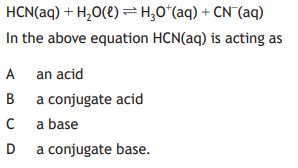 HCN(aq) + H₂O(ℓ) ⇌ H₃O⁺(aq) + CN⁻(aq)
In the above equation HCN(aq) is acting as
A an acid
B a conjugate acid
C a base
D a conjugate base.